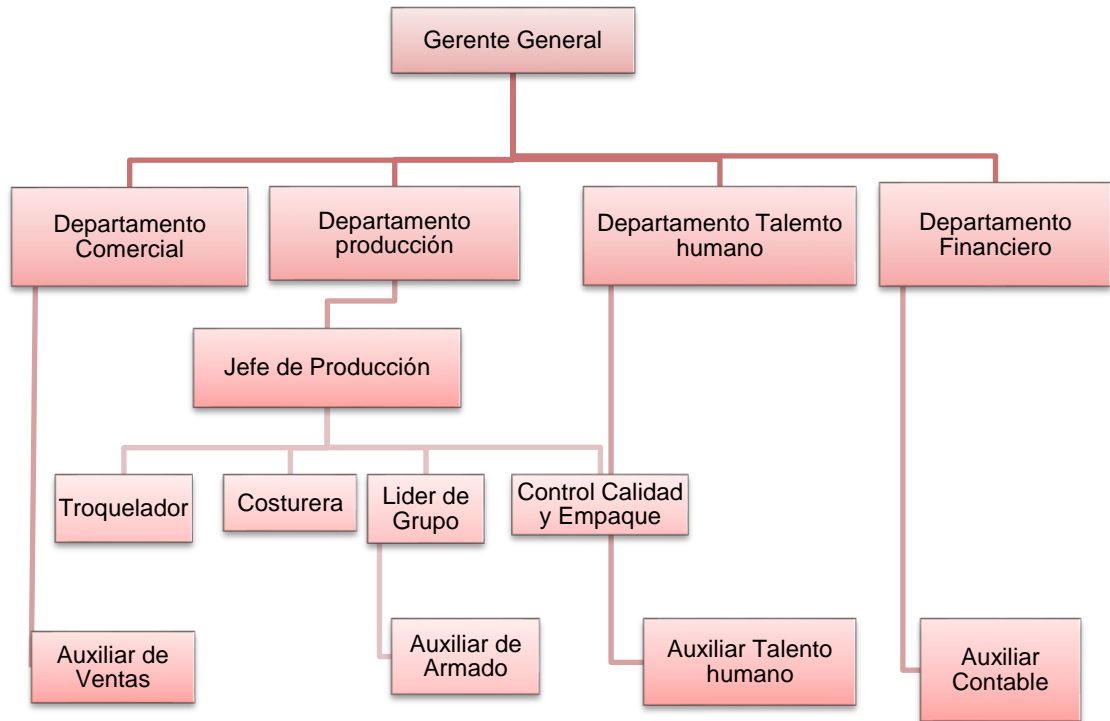 Gerente General
Departamento
Comercial
Departamento
producción
Departamento Talemto
humano
Departamento
Financiero
Jefe de Producción
Troquelador
Costurera
Lider de
Grupo
Control Calidad
y Empaque
Auxiliar de
Ventas
Auxiliar de
Armado
Auxiliar Talento
humano
Auxiliar
Contable